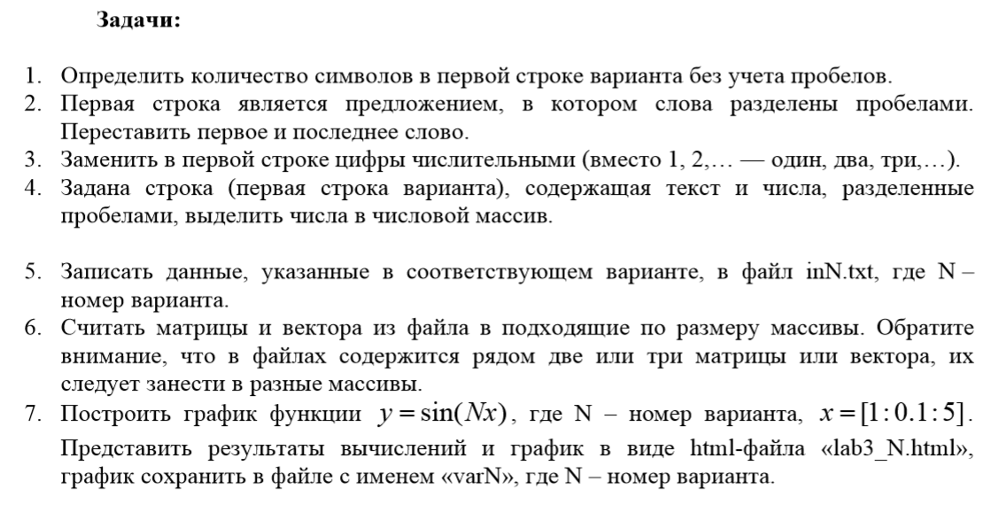 Задачи:
1. Определить количество символов в первой строке варианта без учета пробелов.
2. Первая строка является предложением, в котором слова разделены пробелами.
Переставить первое и последнее слово.
3. Заменить в первой строке цифры числительными (вместо 1, 2,… — один, два, три,…).
4. Задана строка (первая строка варианта), содержащая текст и числа, разделенные
пробелами, выделить числа в числовой массив.
5. Записать данные, указанные в соответствующем варианте, в файл inN.txt, где N –
номер варианта.
6. Считать матрицы и вектора из файла в подходящие по размеру массивы. Обратите
внимание, что в файлах содержится рядом две или три матрицы или вектора, их
следует занести в разные массивы.
7. Построить график функции y = sin(Nx), где N – номер варианта, x = [1:0.1:5].
Представить результаты вычислений и график в виде html-файла «lab3_N.html»,
график сохранить в файле с именем «varN», где N – номер варианта.